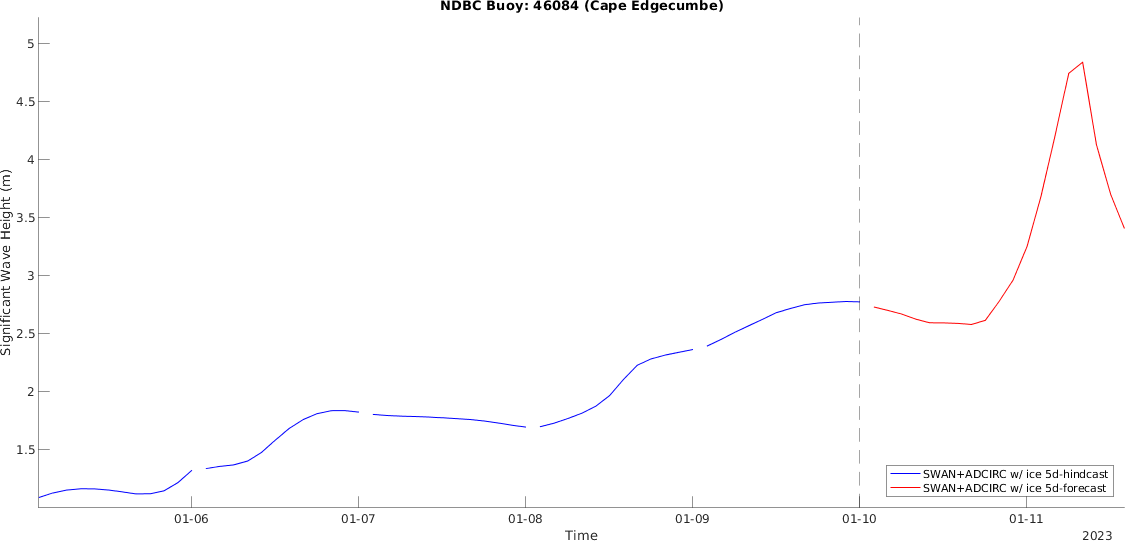 NDBC Buoy: 46084 (Cape Edgecumbe)
5
4.5
4
3.5
3
2.5
2
1.5
Significant Wave Height (m)
SWAN+ADCIRC w/ ice 5d-hindcast
SWAN+ADCIRC w/ ice 5d-forecast
01-06 01-07 01-08 01-09 01-10 01-11
Time
2023